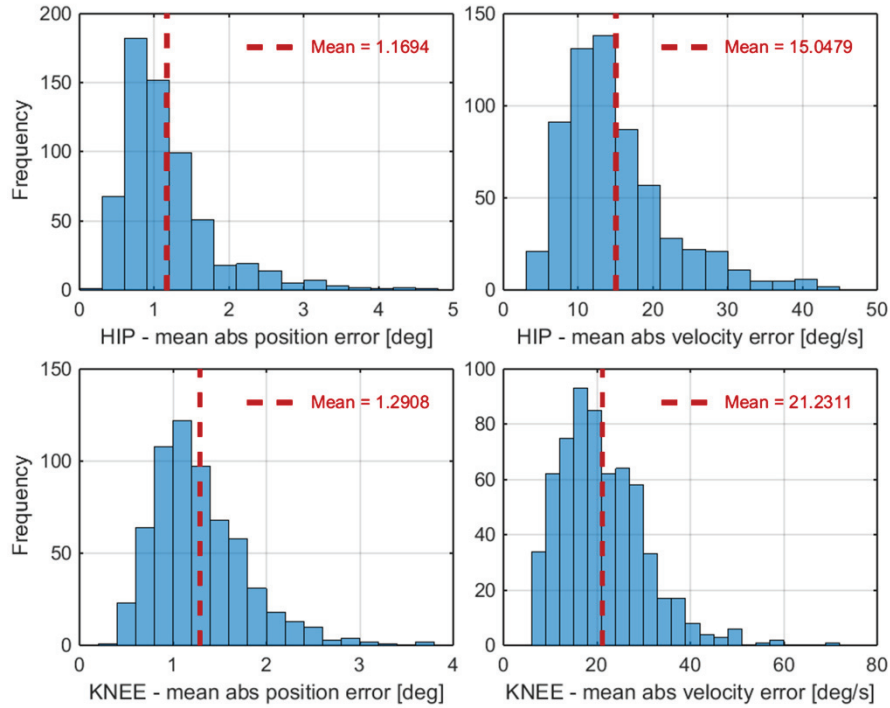 200
150
100
50
0
Frequency
Mean = 1.1694
0 1 2 3 4 5
HIP - mean abs position error [deg]
150
100
50
0
Mean = 15.0479
0 10 20 30 40 50
HIP - mean abs velocity error [deg/s]
150
100
50
0
Frequency
Mean = 1.2908
0 1 2 3 4
KNEE - mean abs position error [deg]
100
80
60
40
20
0
Mean = 21.2311
0 20 40 60 80
KNEE - mean abs velocity error [deg/s]